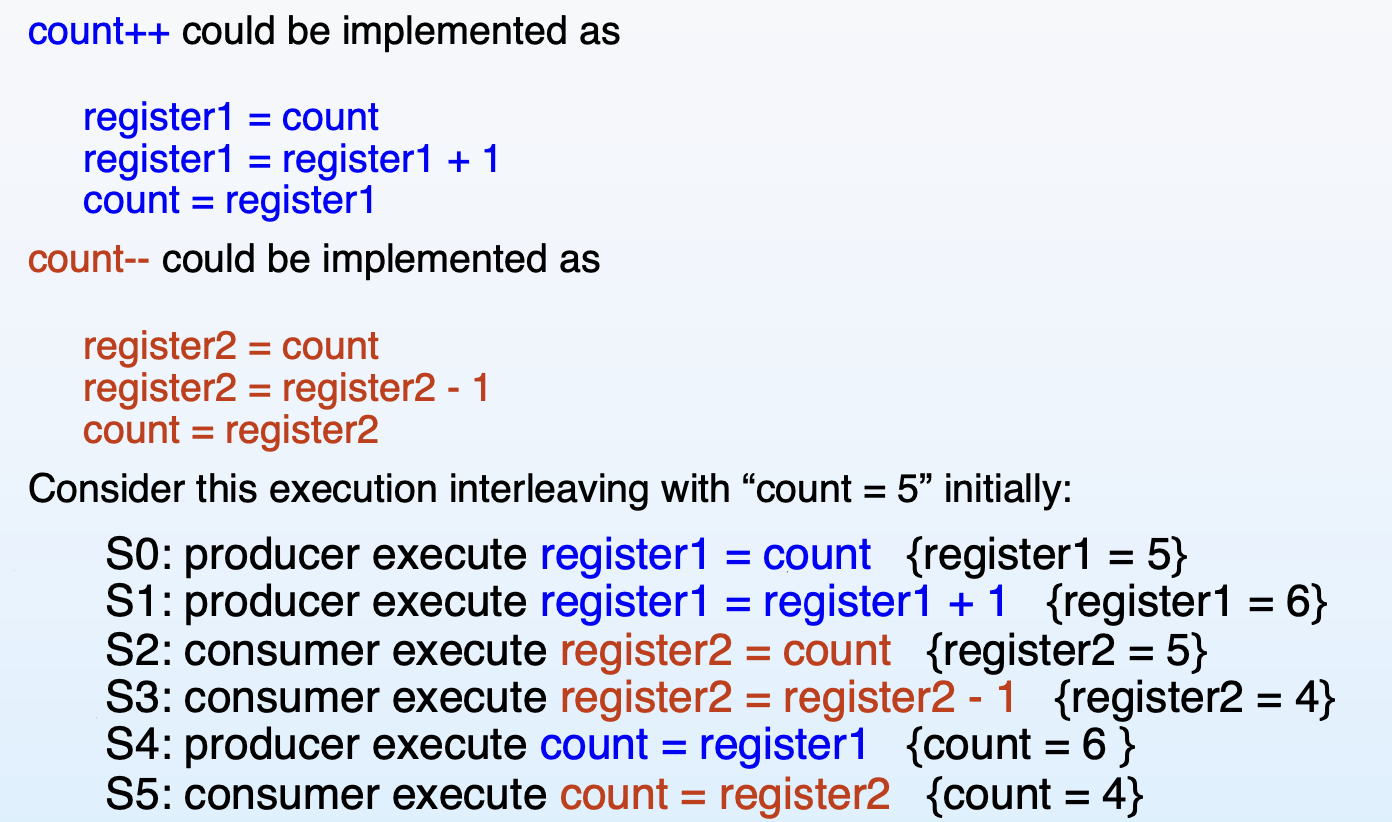 count++ could be implemented as
register1 = count
register1 = register1 + 1
count = register1
count-- could be implemented as
register2 = count
register2 = register2 - 1
count = register2
Consider this execution interleaving with “count = 5” initially:
S0: producer execute register1 = count {register1 = 5}
S1: producer execute register1 = register1 + 1 {register1 = 6}
S2: consumer execute register2 = count {register2 = 5}
S3: consumer execute register2 = register2 - 1 {register2 = 4}
S4: producer execute count = register1 {count = 6 }
S5: consumer execute count = register2 {count = 4}